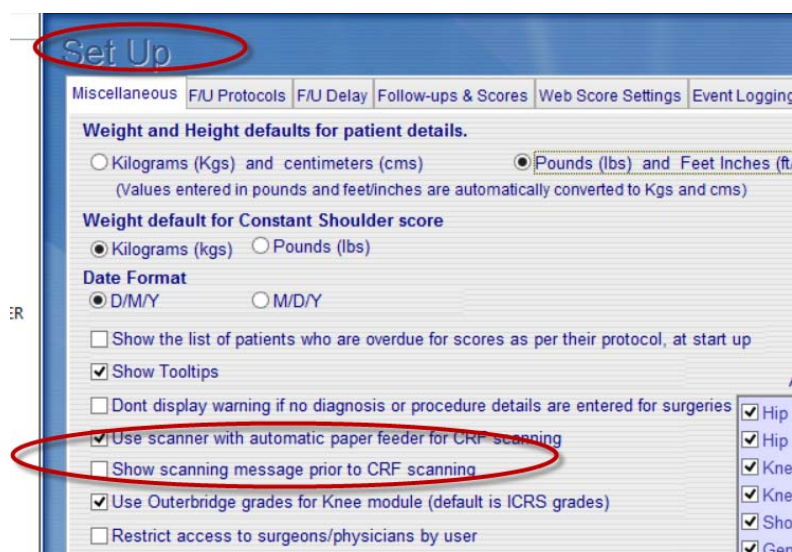 Set Up
Miscellaneous F/U Protocols F/U Delay Follow-ups & Scores Web Score Settings Event Logging
Weight and Height defaults for patient details.
Kilograms (Kgs) and centimeters (cms) Pounds (lbs) and Feet Inches (ft/
(Values entered in pounds and feet/inches are automatically converted to Kgs and cms)
Weight default for Constant Shoulder score
Kilograms (kgs) Pounds (lbs)
Date Format
D/M/Y M/D/Y
ER
Show the list of patients who are overdue for scores as per their protocol, at start up
Show Tooltips
Dont display warning if no diagnosis or procedure details are entered for surgeries
Hip
Use scanner with automatic paper feeder for CRF scanning
Hip
Show scanning message prior to CRF scanning
Kne
Use Outerbridge grades for Knee module (default is ICRS grades)
Kne
Sho
Restrict access to surgeons/physicians by user
Gen